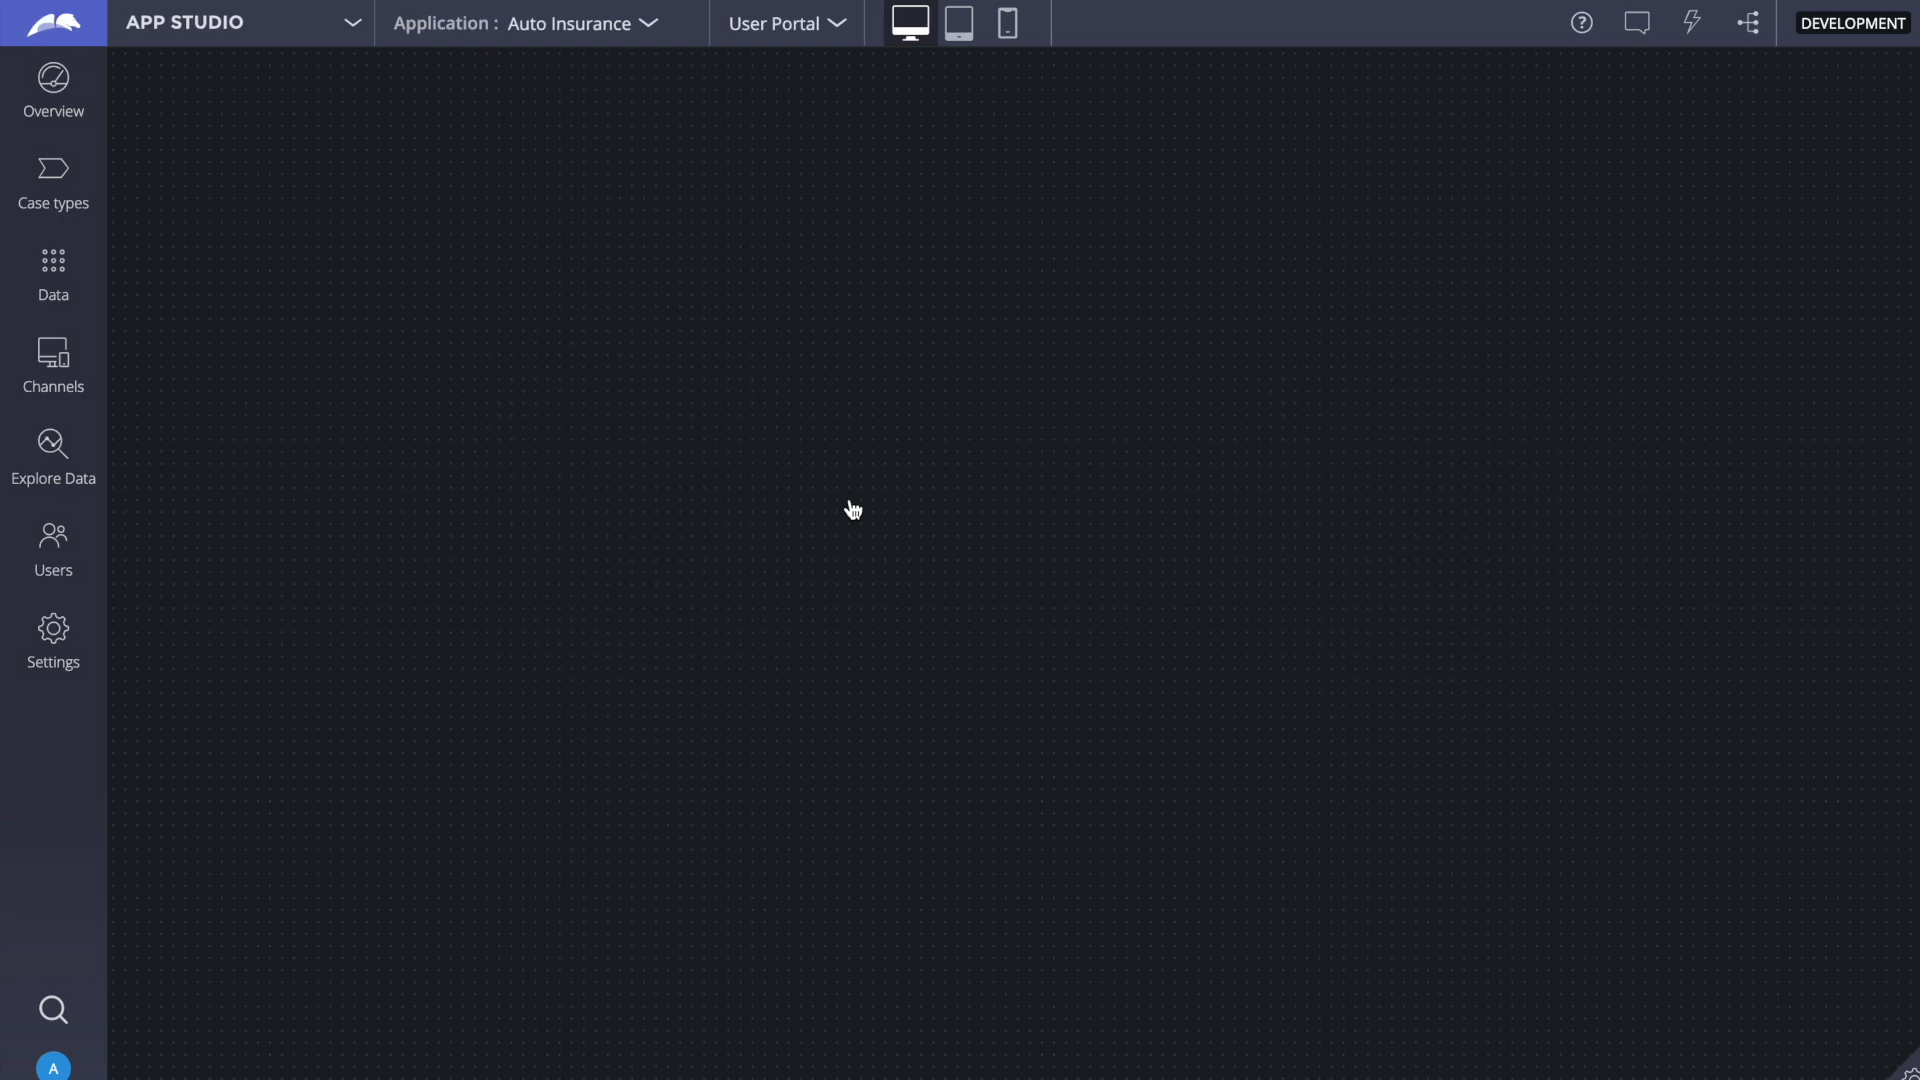 APP STUDIO
Application : Auto Insurance
User Portal
DEVELOPMENT
Overview
Case types
Data
Channels
Explore Data
Users
Settings
A